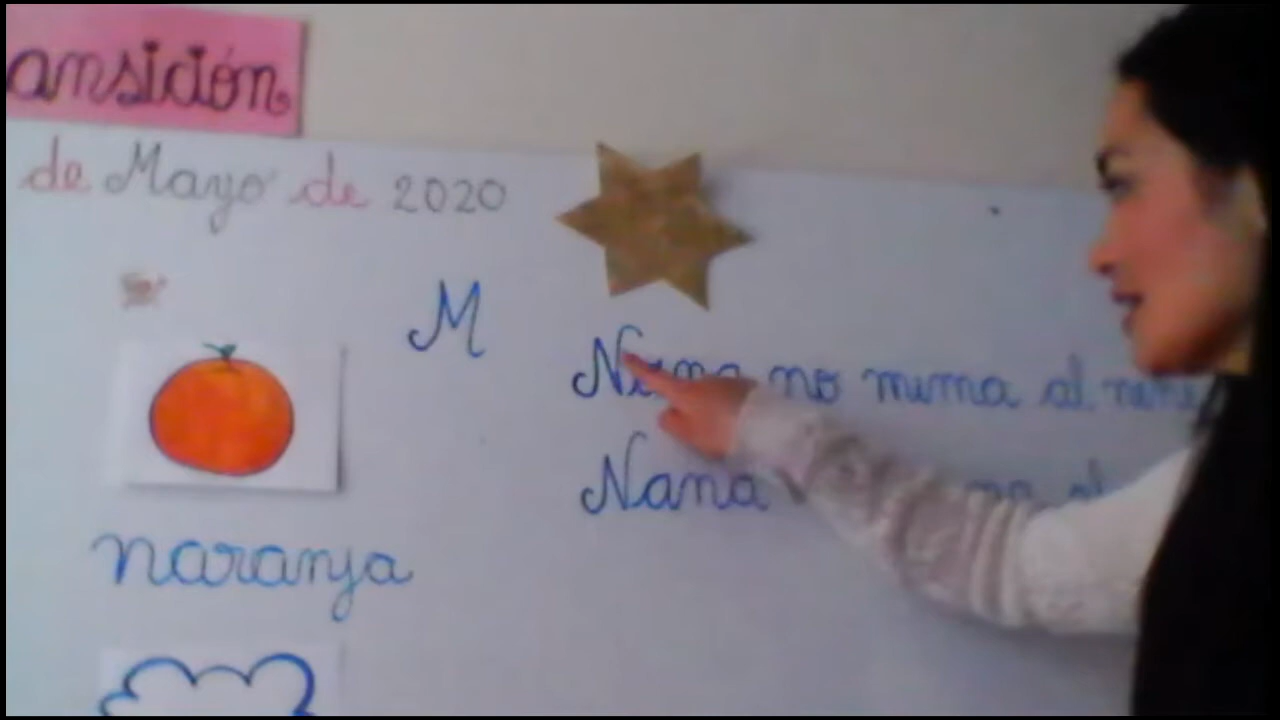 ansición
de Mayo de 2020
M
no mima al
Nana
naranja